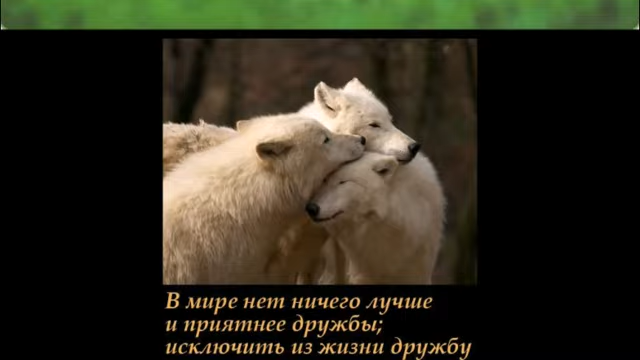 В мире нет ничего лучше
и приятнее дружбы;
исключить из жизни дружбу